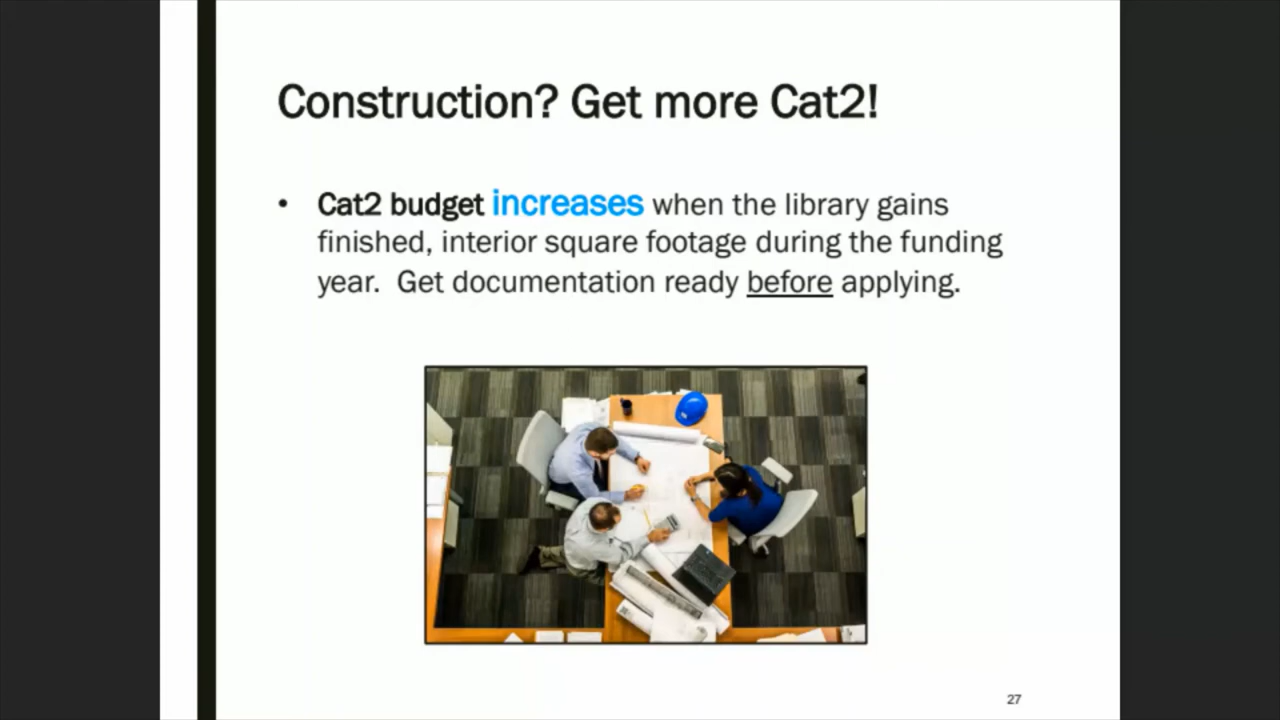 Construction? Get more Cat2!
• Cat2 budget increases when the library gains
finished, interior square footage during the funding
year.  Get documentation ready before applying.
27